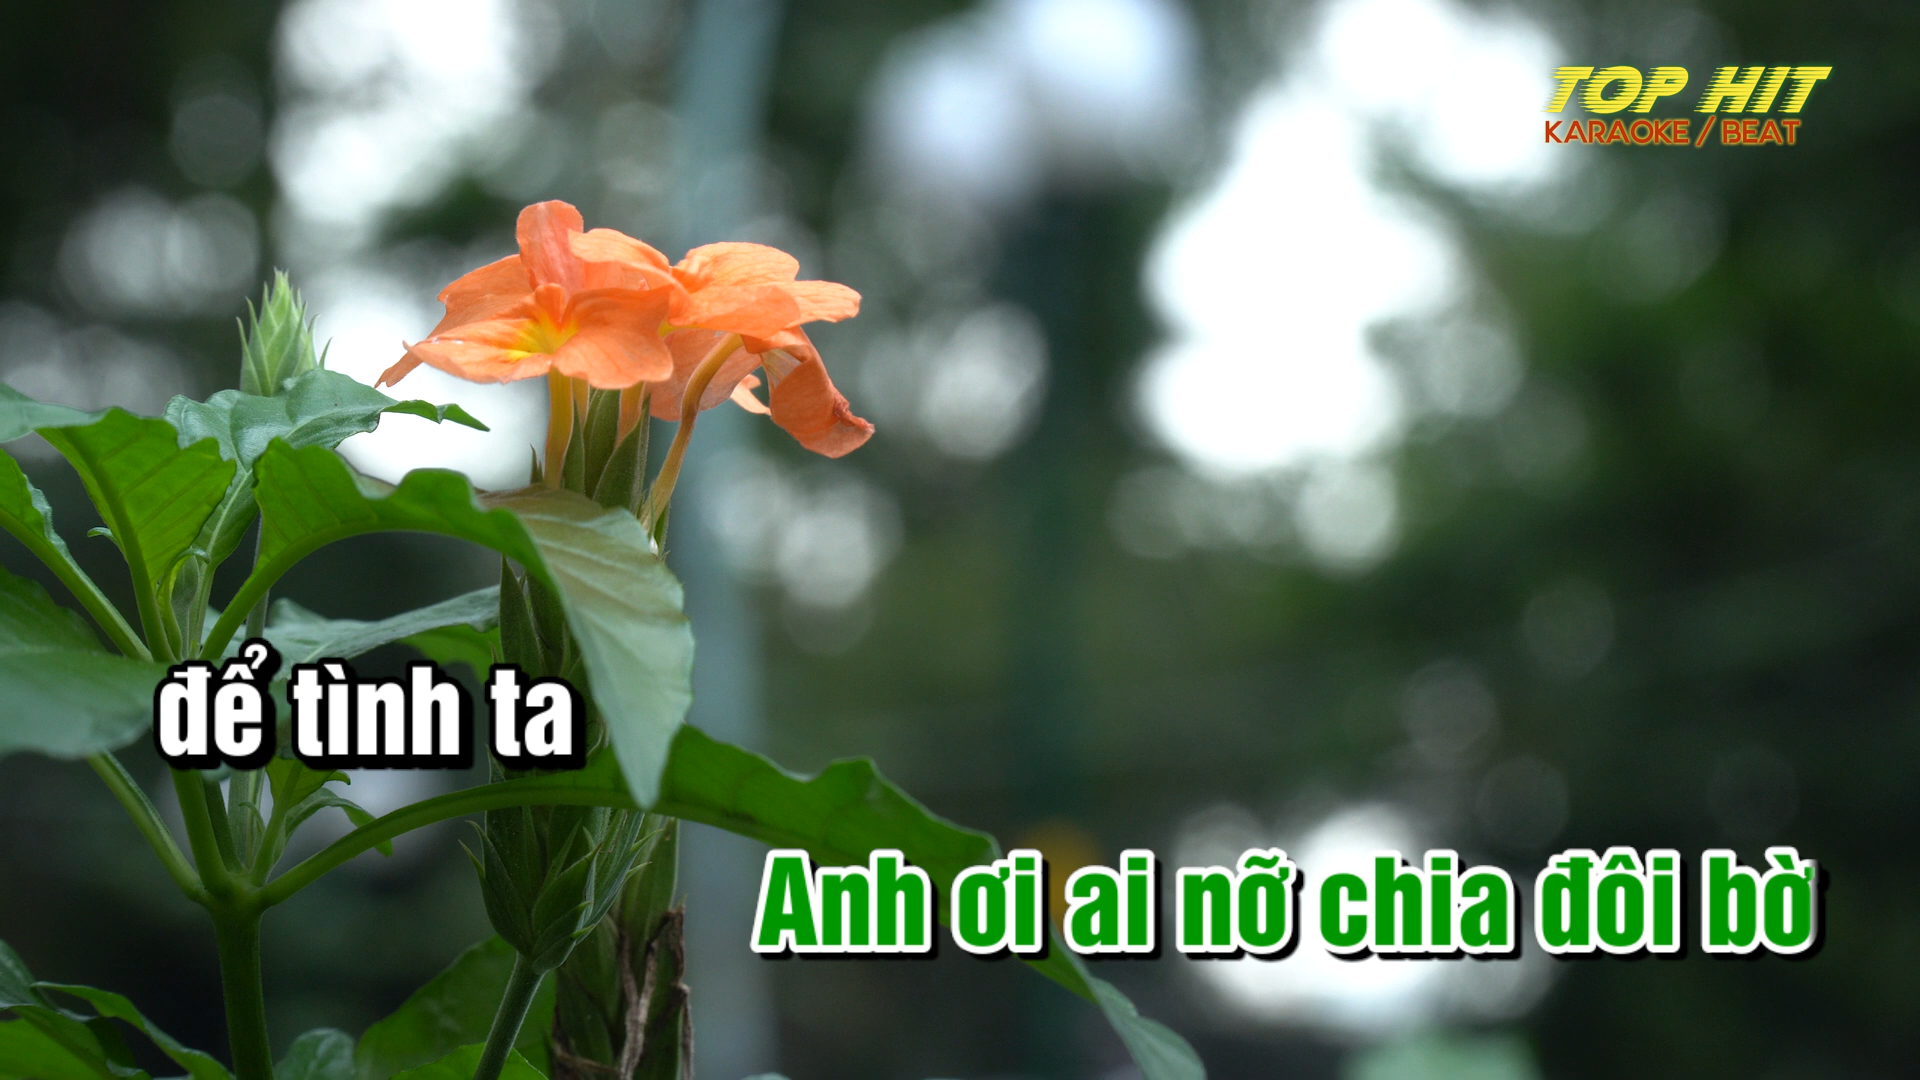 TOP HIT
KARAOKE / BEAT
để tình ta
Anh ơi ai nỡ chia đôi bờ